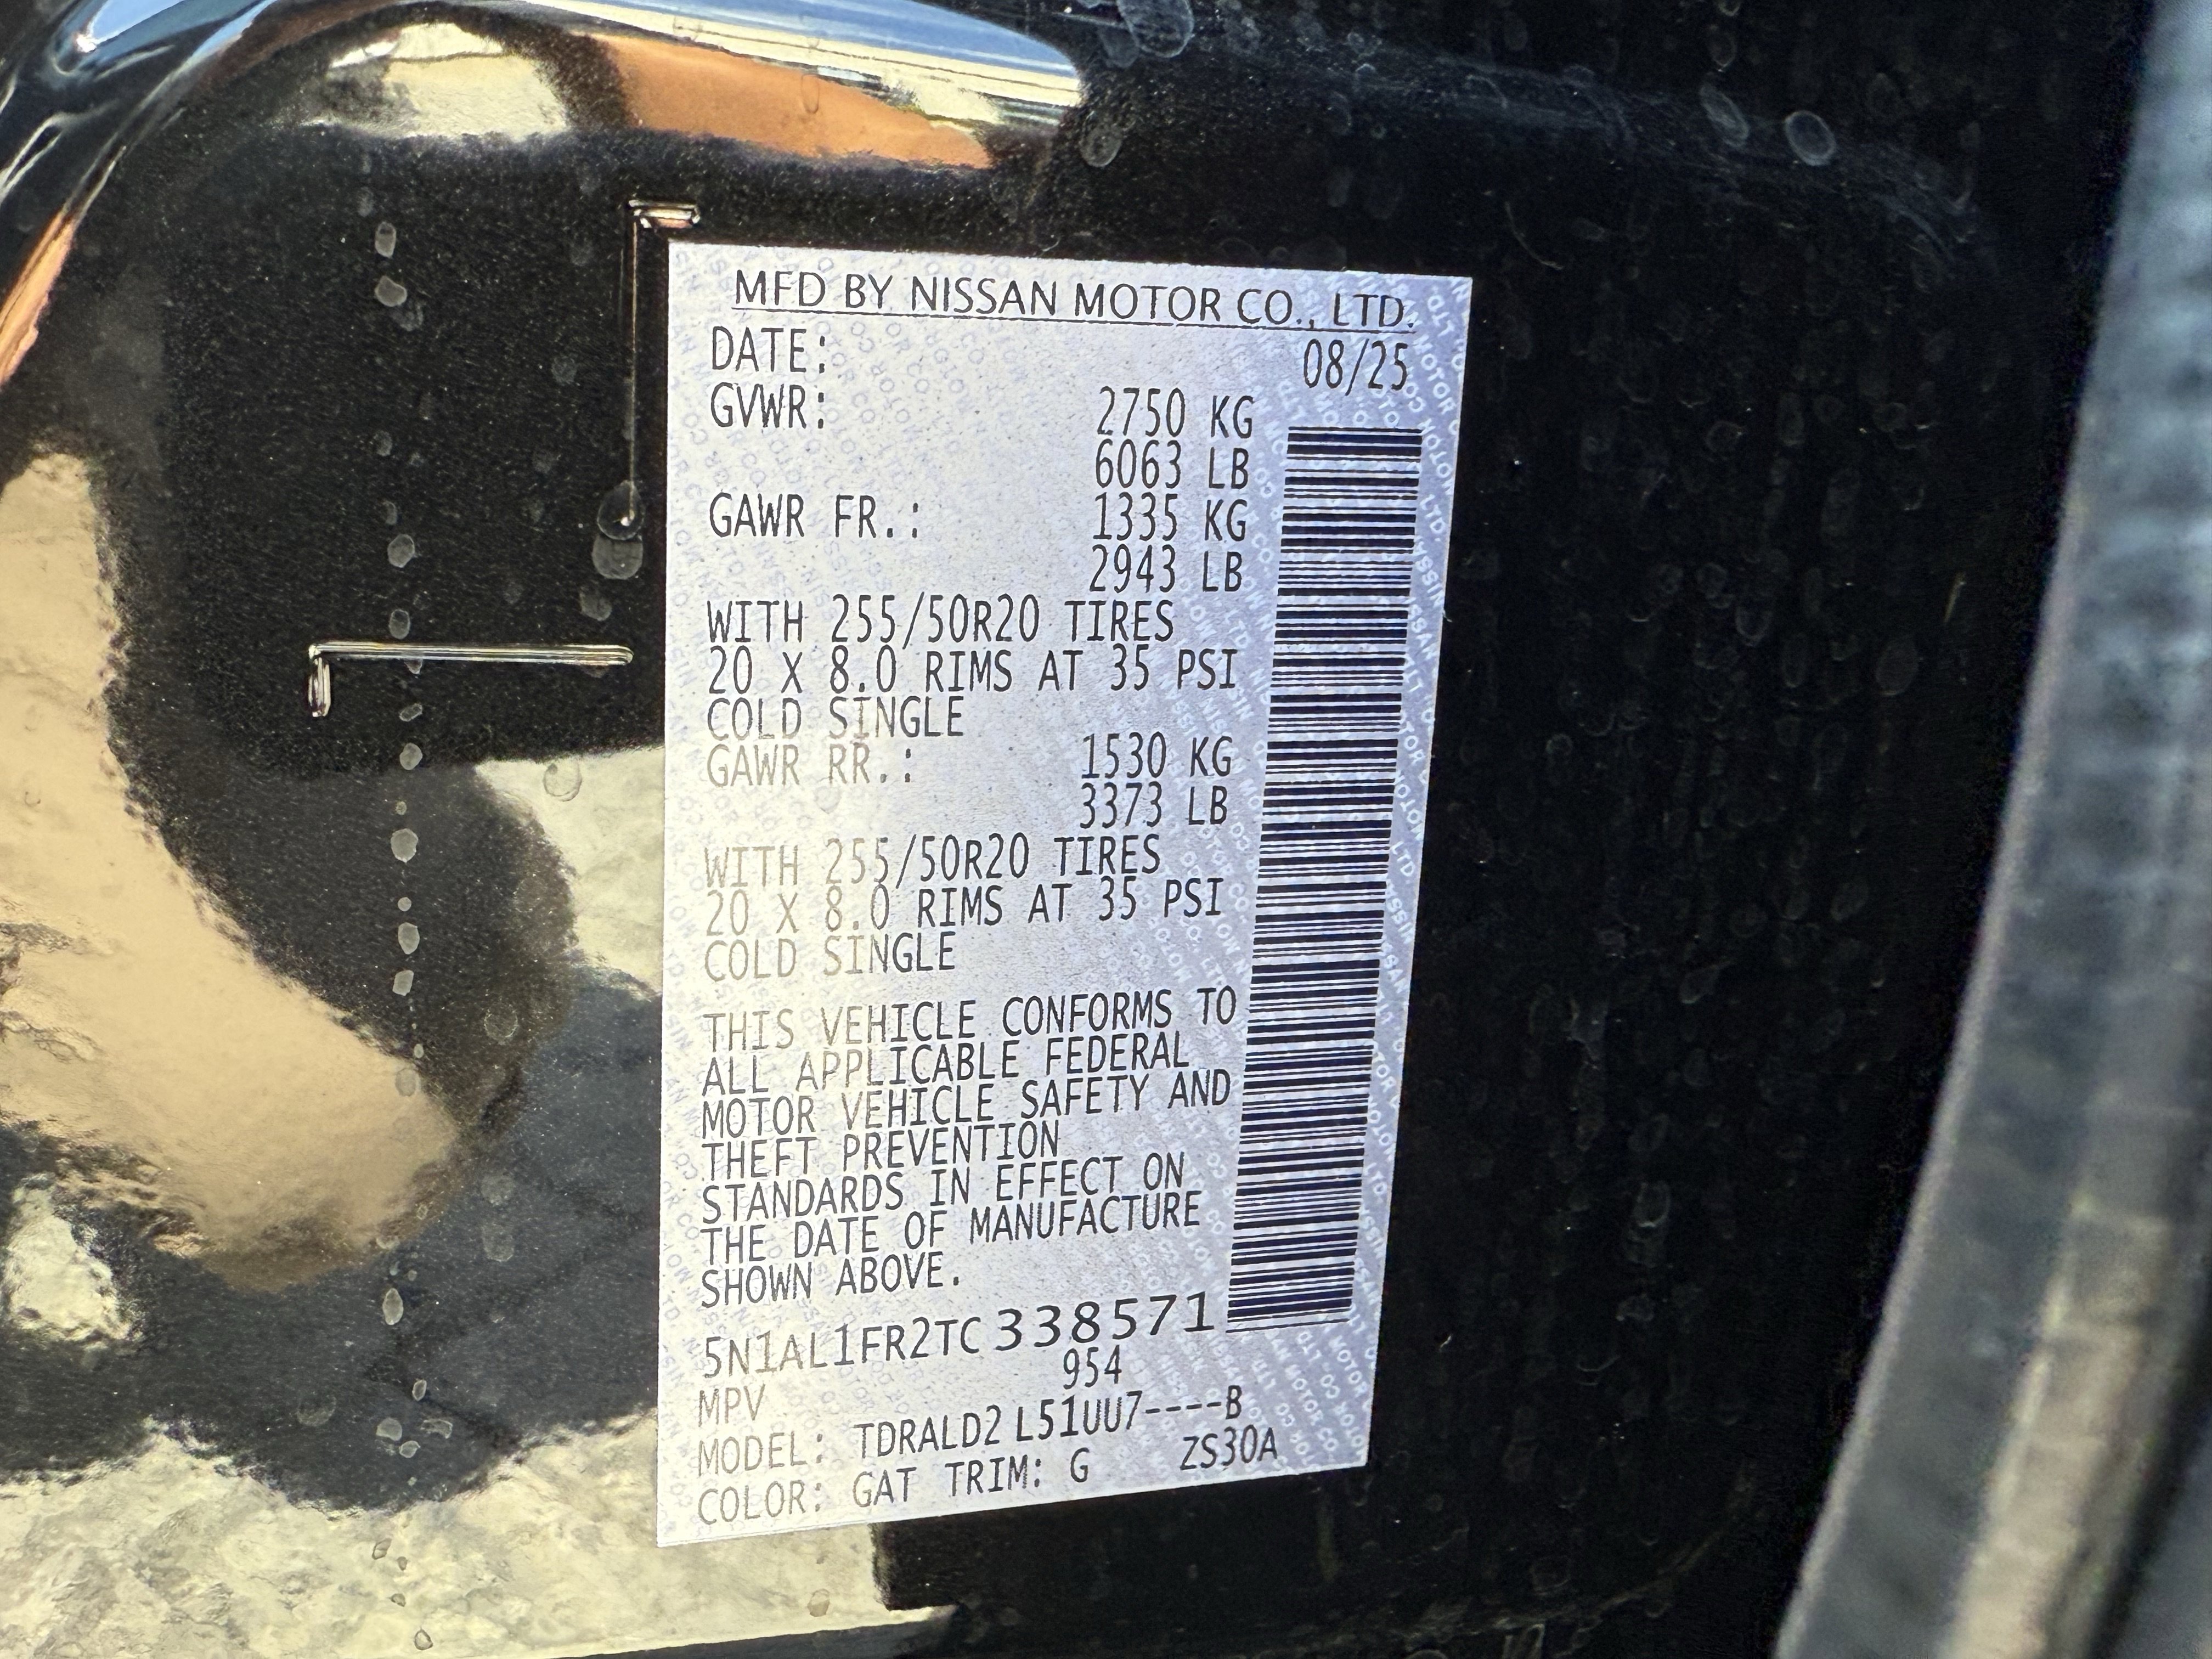 MFD BY NISSAN MOTOR CO., LTD.
DATE: 08/25
GVWR: 2750 KG
6063 LB
GAWR FR.: 1335 KG
2943 LB
WITH 255/50R20 TIRES
20 X 8.0 RIMS AT 35 PSI
COLD SINGLE
GAWR RR.: 1530 KG
3373 LB
WITH 255/50R20 TIRES
20 X 8.0 RIMS AT 35 PSI
COLD SINGLE
THIS VEHICLE CONFORMS TO
ALL APPLICABLE FEDERAL
MOTOR VEHICLE SAFETY AND
THEFT PREVENTION
STANDARDS IN EFFECT ON
THE DATE OF MANUFACTURE
SHOWN ABOVE.
5N1AL1FR2TC338571
954
MPV
MODEL: TDRALD2 L51UU7----B
COLOR: GAT TRIM: G ZS30A